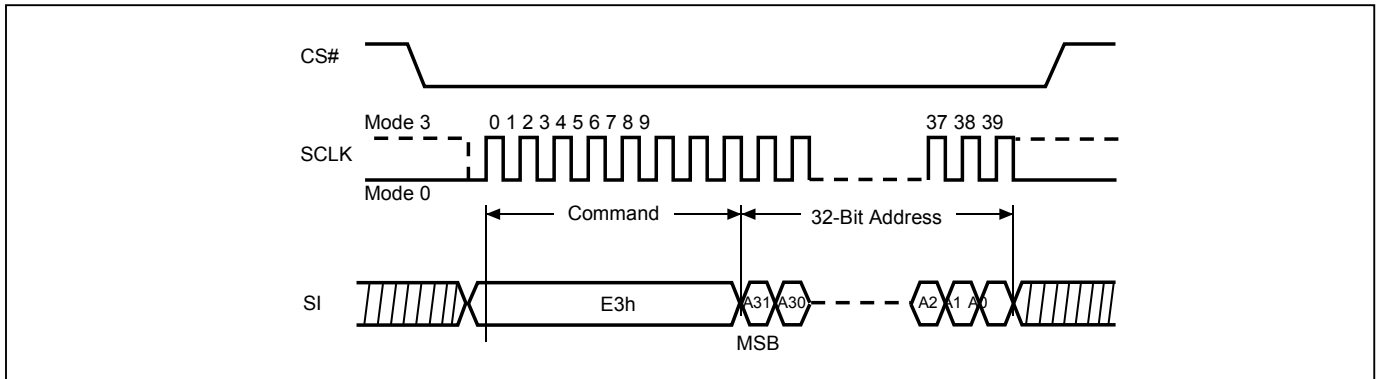 CS#
Mode 3
0 1 2 3 4 5 6 7 8 9
37 38 39
SCLK
Mode 0
Command
32-Bit Address
SI
E3h
A31
A30
A2
A1
A0
MSB